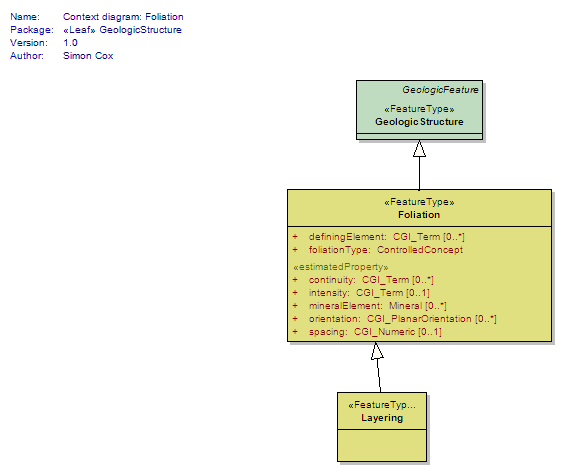 Name: Context diagram: Foliation
Package: «Leaf» GeologicStructure
Version: 1.0
Author: Simon Cox
GeologicFeature
«FeatureType»
GeologicStructure
«FeatureType»
Foliation
+ definingElement: CGI_Term [0..*]
+ foliationType: ControlledConcept
«estimatedProperty»
+ continuity: CGI_Term [0..*]
+ intensity: CGI_Term [0..1]
+ mineralElement: Mineral [0..*]
+ orientation: CGI_PlanarOrientation [0..*]
+ spacing: CGI_Numeric [0..1]
«FeatureTyp...
Layering